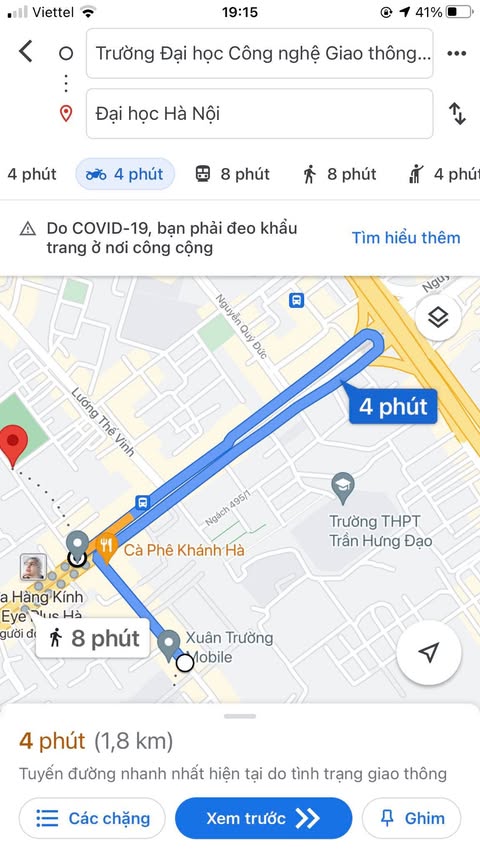 Viettel
19:15
41%
Trường Đại học Công nghệ Giao thông...
Đại học Hà Nội
4 phút
4 phút
8 phút
8 phút
4 phút
Do COVID-19, bạn phải đeo khẩu
trang ở nơi công cộng
Tìm hiểu thêm
Nguyễn Quý Đức
Lương Thế Vinh
4 phút
Ngách 495/1
Trường THPT
Trần Hưng Đạo
Cà Phê Khánh Hà
a Hàng Kính
Eye Plus Hà
8 phút
Xuân Trường
Mobile
4 phút (1,8 km)
Tuyến đường nhanh nhất hiện tại do tình trạng giao thông
Các chặng
Xem trước
Ghim